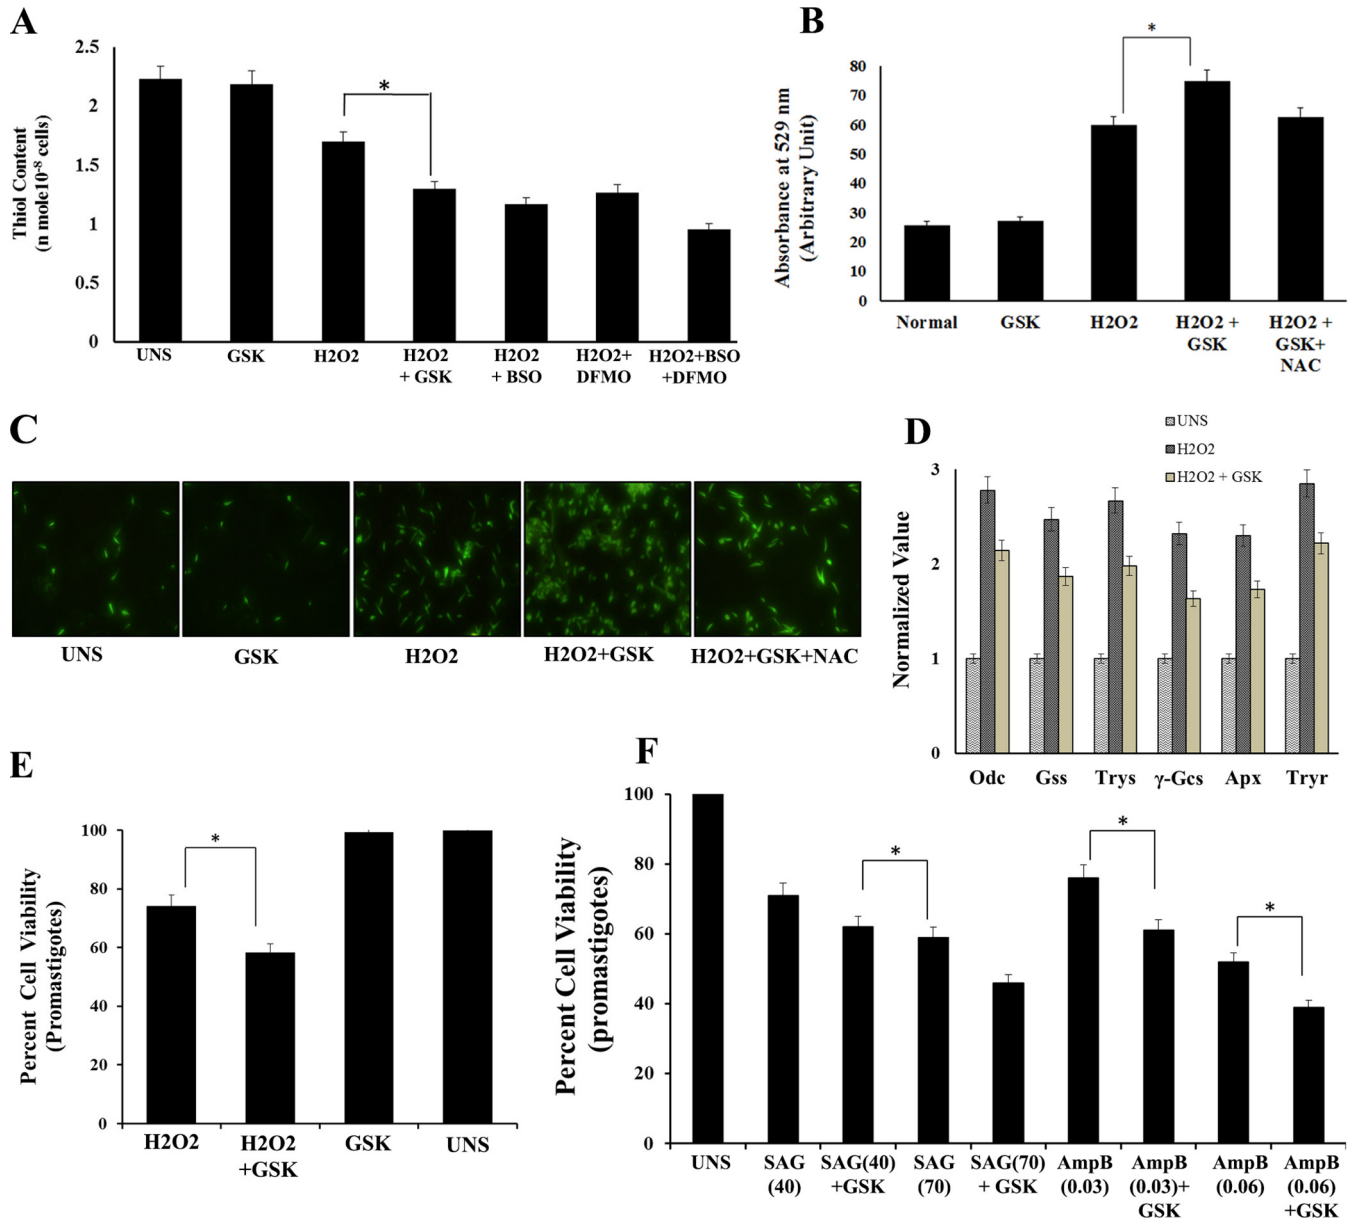 A
Thiol Content
(n mole10-8 cells)
2.5
2
1.5
1
0.5
0
*
UNS
GSK
H2O2
H2O2
+ GSK
H2O2
+ BSO
H2O2+
DFMO
H2O2+BSO
+DFMO
B
Absorbance at 529 nm
(Arbitrary Unit)
80
70
60
50
40
30
20
10
0
*
Normal
GSK
H2O2
H2O2 +
GSK
H2O2 +
GSK+
NAC
C
UNS
GSK
H2O2
H2O2+GSK
H2O2+GSK+NAC
D
UNS
H2O2
H2O2 + GSK
Normalized Value
3
2
1
0
Odc
Gss
Trys
γ-Gcs
Apx
Tryr
E
Percent Cell Viability
(Promastigotes)
100
80
60
40
20
0
*
H2O2
H2O2
+GSK
GSK
UNS
F
Percent Cell Viability
(promastigotes)
100
80
60
40
20
0
*
*
*
UNS
SAG
(40)
SAG(40)
+GSK
SAG
(70)
SAG(70)
+ GSK
AmpB
(0.03)
AmpB
(0.03)+
GSK
AmpB
(0.06)
AmpB
(0.06)
+GSK